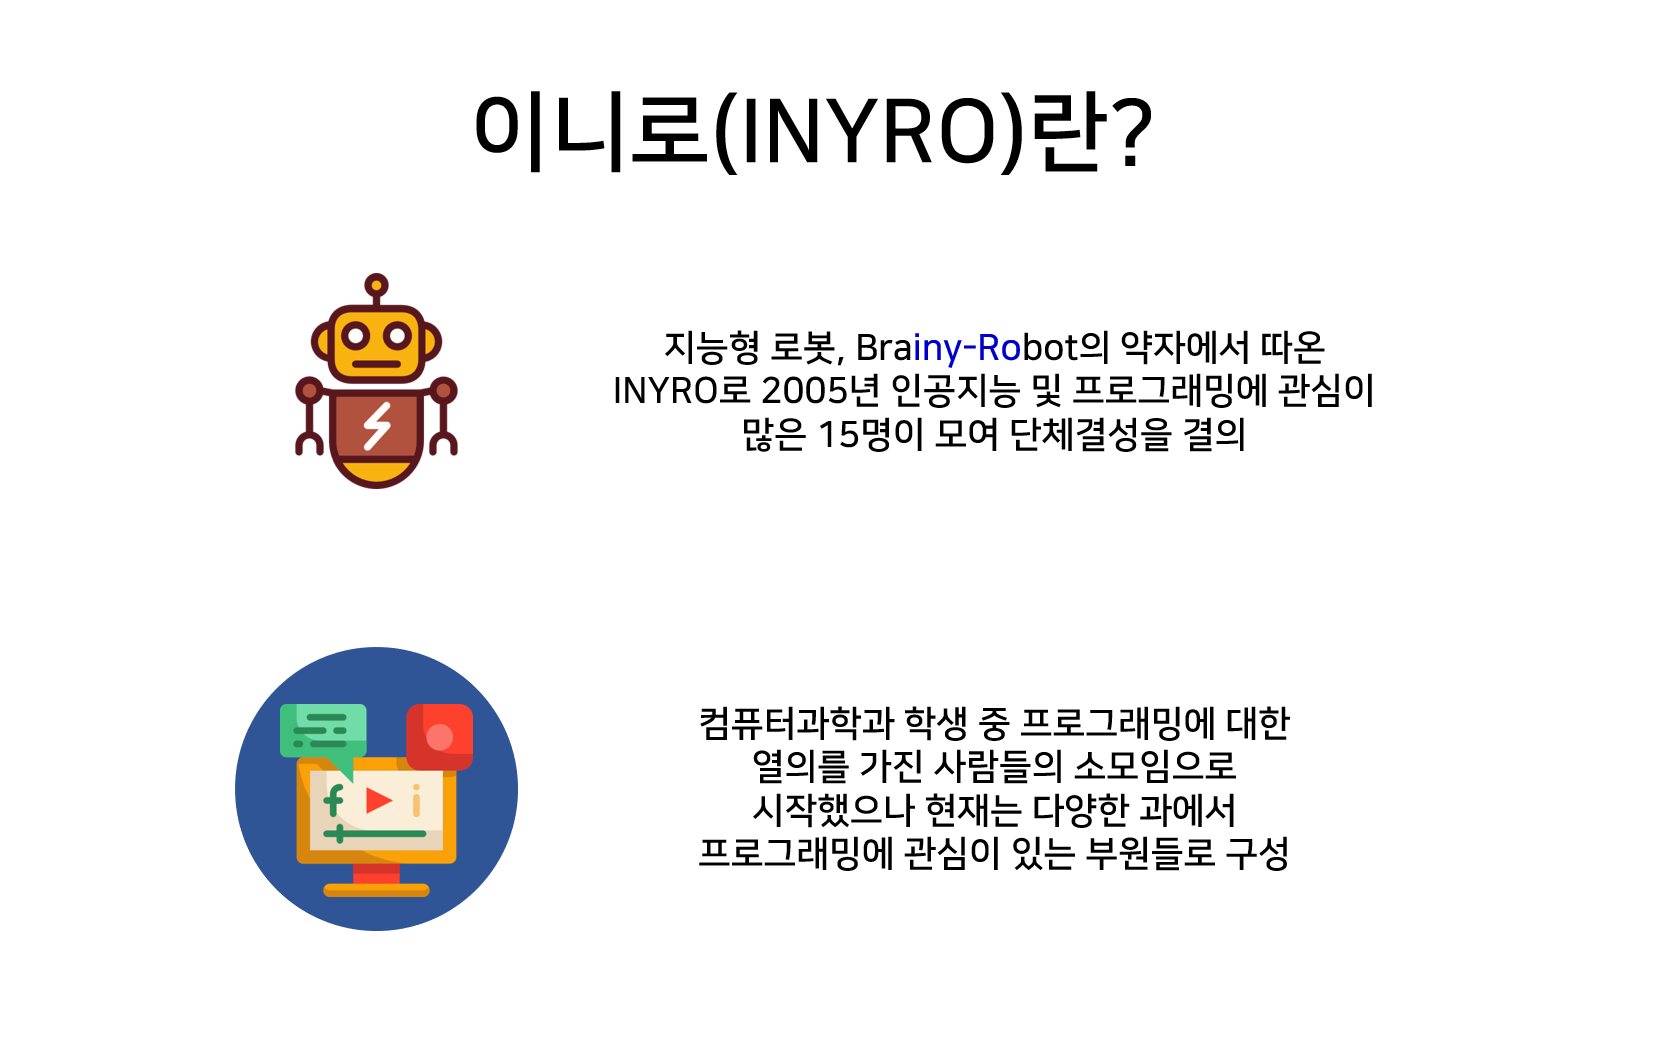 이니로(INYRO)란?
지능형 로봇, Brainy-Robot의 약자에서 따온
INYRO로 2005년 인공지능 및 프로그래밍에 관심이
많은 15명이 모여 단체결성을 결의
컴퓨터과학과 학생 중 프로그래밍에 대한
열의를 가진 사람들의 소모임으로
시작했으나 현재는 다양한 과에서
프로그래밍에 관심이 있는 부원들로 구성
f i